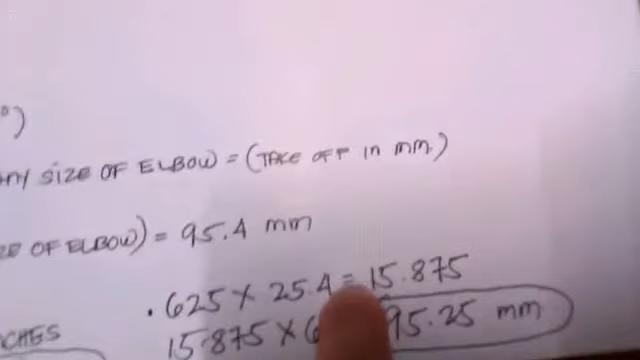 °)
any SIZE OF ELBOW = (TAKE OFF in mm.)
ZE OF ELBOW) = 95.4 mm
.625 x 25.4 = 15.875
15.875 x 6 95.25 mm
CHES